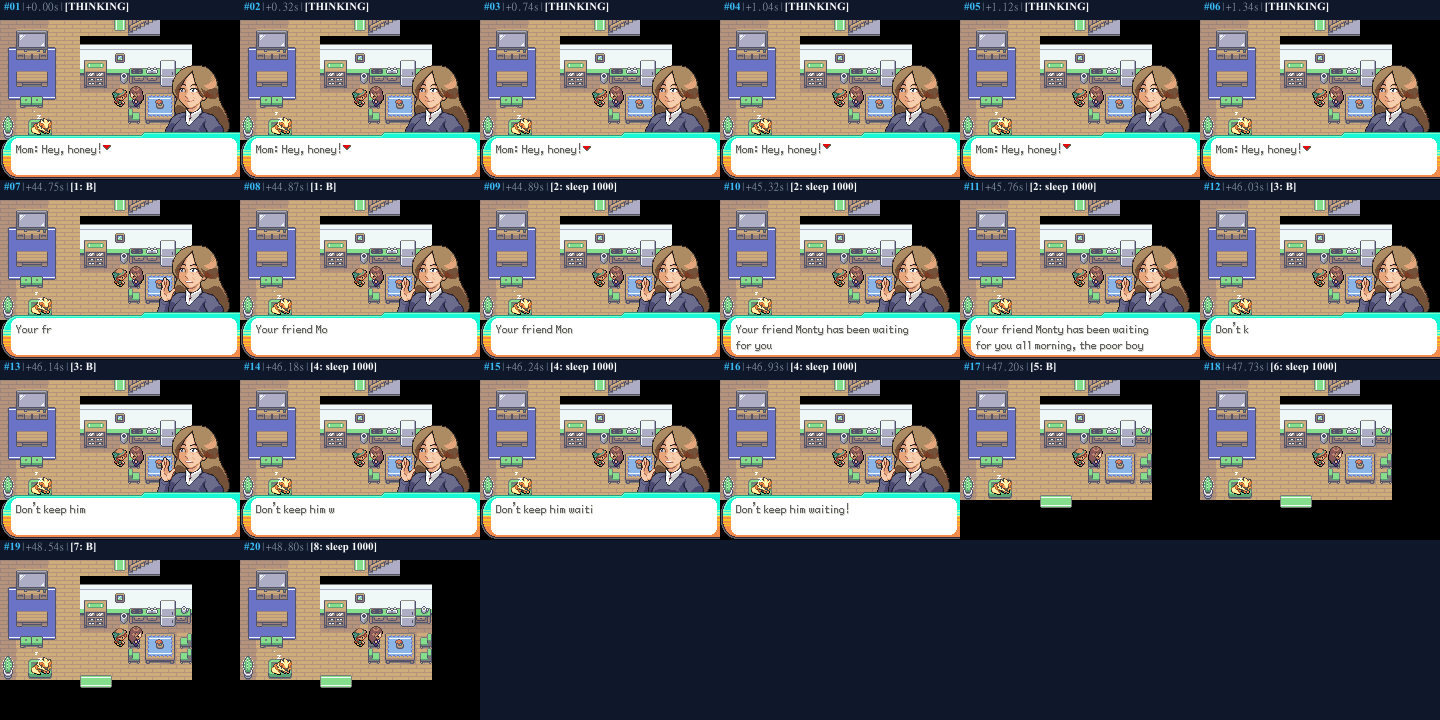 #01|+0.00s|[THINKING]
#02|+0.32s|[THINKING]
#03|+0.74s|[THINKING]
#04|+1.04s|[THINKING]
#05|+1.12s|[THINKING]
#06|+1.34s|[THINKING]
Mom: Hey, honey!
Mom: Hey, honey!
Mom: Hey, honey!
Mom: Hey, honey!
Mom: Hey, honey!
Mom: Hey, honey!
#07|+44.75s|[1: B]
#08|+44.87s|[1: B]
#09|+44.89s|[2: sleep 1000]
#10|+45.32s|[2: sleep 1000]
#11|+45.76s|[2: sleep 1000]
#12|+46.03s|[3: B]
Your fr
Your friend Mo
Your friend Mon
Your friend Monty has been waiting
for you
Your friend Monty has been waiting
for you all morning, the poor boy
Don't k
#13|+46.14s|[3: B]
#14|+46.18s|[4: sleep 1000]
#15|+46.24s|[4: sleep 1000]
#16|+46.93s|[4: sleep 1000]
#17|+47.20s|[5: B]
#18|+47.73s|[6: sleep 1000]
Don't keep him
Don't keep him w
Don't keep him waiti
Don't keep him waiting!
#19|+48.54s|[7: B]
#20|+48.80s|[8: sleep 1000]